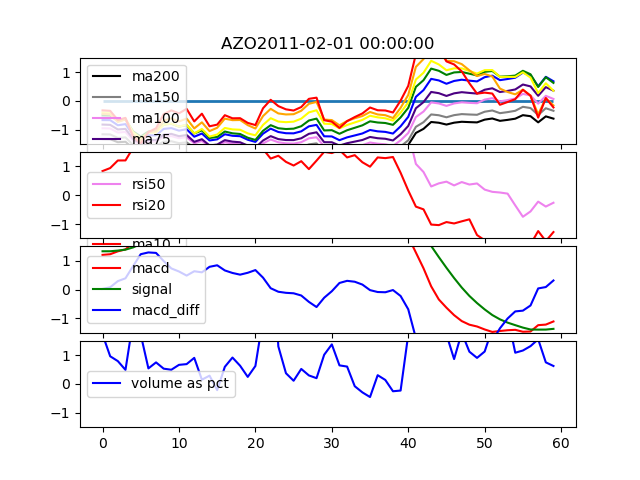 AZO2011-02-01 00:00:00
1
0
−1
ma200
ma150
ma100
ma75
1
0
−1
rsi50
rsi20
ma10
1
0
−1
macd
signal
macd_diff
1
0
−1
volume as pct
0 10 20 30 40 50 60